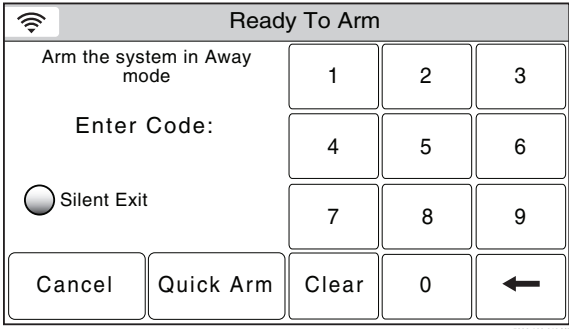 Ready To Arm
Arm the system in Away
mode
Enter Code:
Silent Exit
1 2 3
4 5 6
7 8 9
Cancel Quick Arm Clear 0